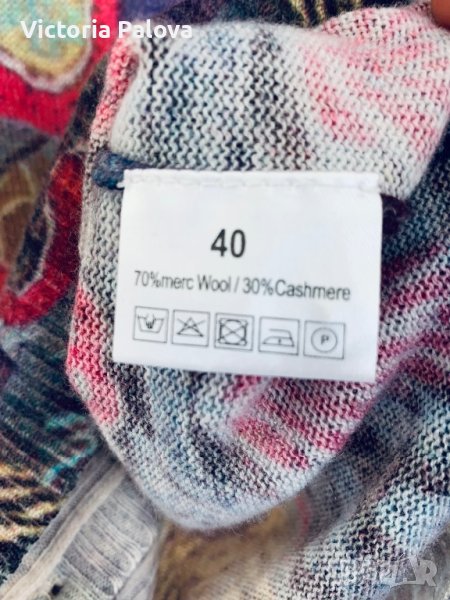 Victoria Palova
40
70%merc Wool / 30%Cashmere
P